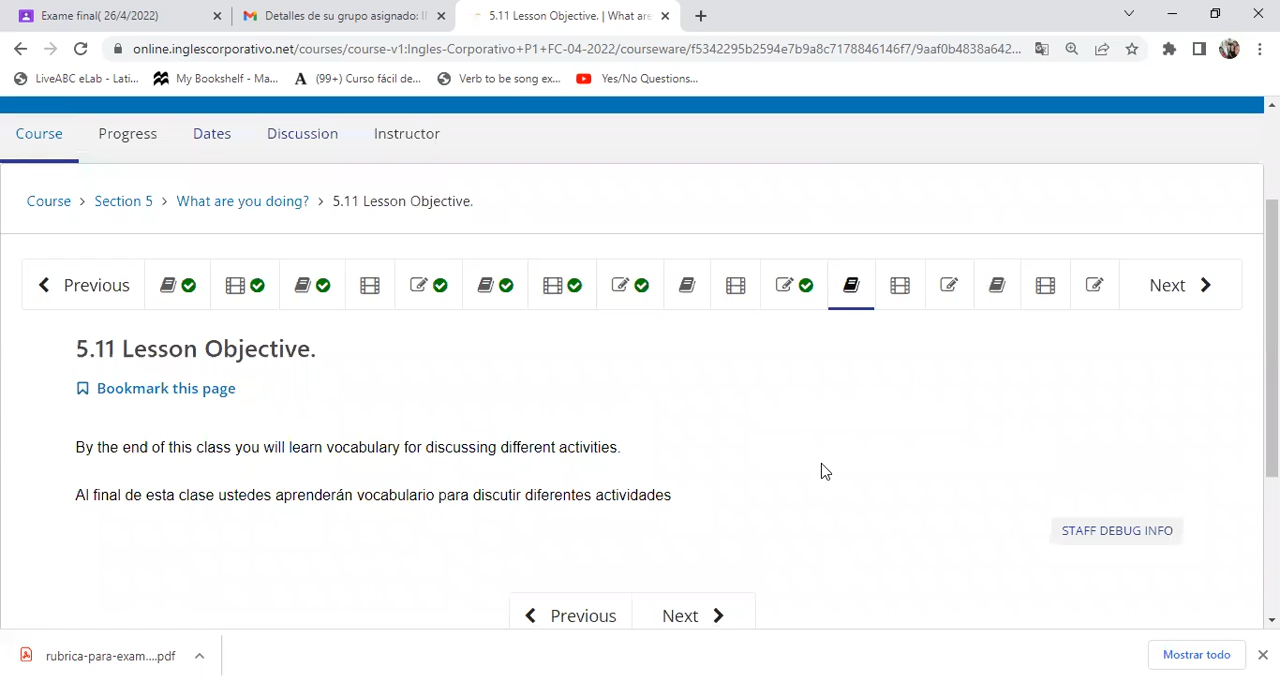 Exame final( 26/4/2022)
Detalles de su grupo asignado: I
5.11 Lesson Objective. | What are
online.inglescorporativo.net/courses/course-v1:Ingles-Corporativo+P1+FC-04-2022/courseware/f5342295b2594e7b9a8c7178846146f7/9aaf0b4838a642...
LiveABC eLab - Lati...
My Bookshelf - Ma...
(99+) Curso fácil de...
Verb to be song ex...
Yes/No Questions...
Course
Progress
Dates
Discussion
Instructor
Course > Section 5 > What are you doing? > 5.11 Lesson Objective.
Previous
Next
5.11 Lesson Objective.
Bookmark this page
By the end of this class you will learn vocabulary for discussing different activities.
Al final de esta clase ustedes aprenderán vocabulario para discutir diferentes actividades
STAFF DEBUG INFO
Previous
Next
rubrica-para-exam....pdf
Mostrar todo